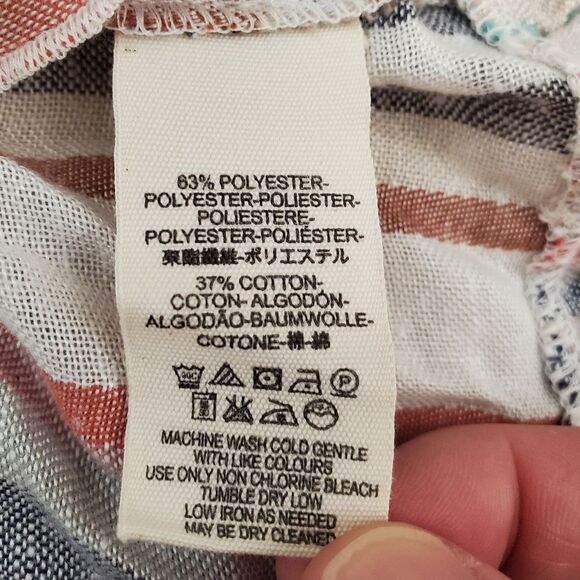 63% POLYESTER-
POLYESTER-POLIESTER-
POLIESTERE-
POLYESTER-POLIÉSTER-
聚酯纖維-ポリエステル
37% COTTON-
COTON-ALGODÓN-
ALGODÃO-BAUMWOLLE-
COTONE-棉-綿
30C
P
MACHINE WASH COLD GENTLE
WITH LIKE COLOURS
USE ONLY NON CHLORINE BLEACH
TUMBLE DRY LOW
LOW IRON AS NEEDED
MAY BE DRY CLEANED